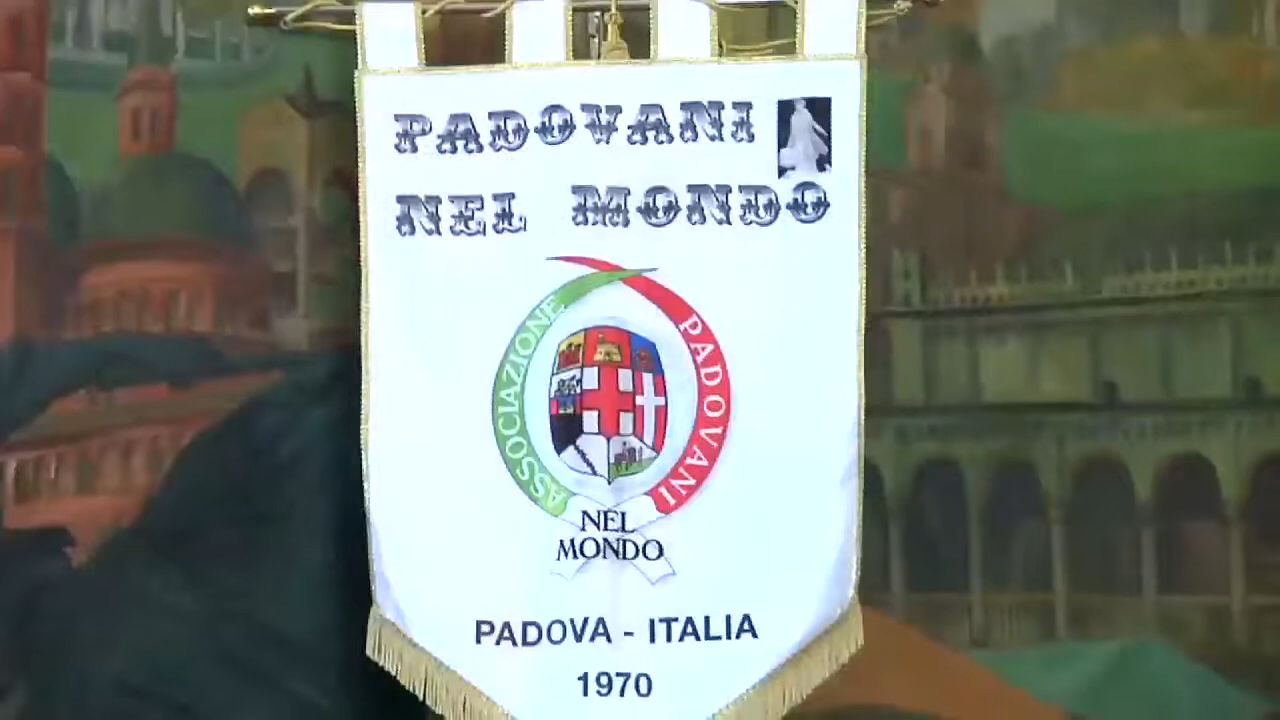 PADOVANI
NEL MONDO
ASSOCIAZIONE
PADOVANI
NEL
MONDO
PADOVA - ITALIA
1970